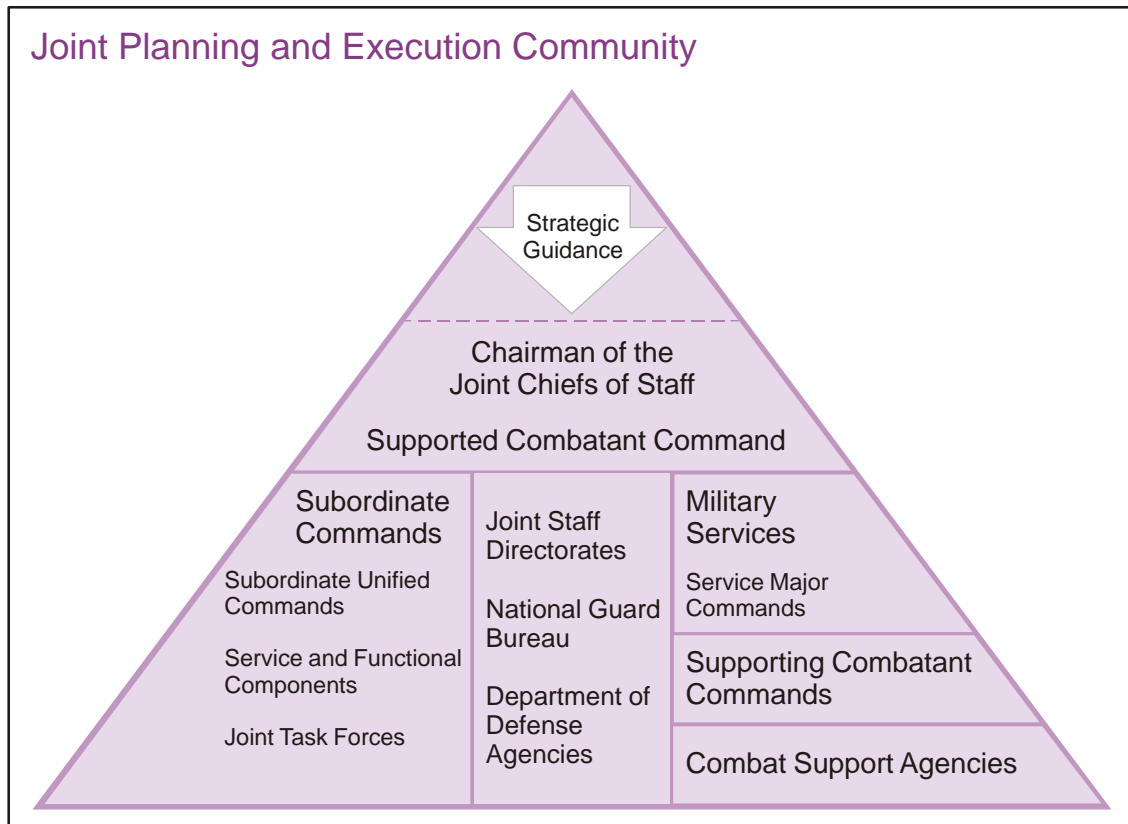 Joint Planning and Execution Community
Strategic
Guidance
Chairman of the
Joint Chiefs of Staff
Supported Combatant Command
Subordinate
Commands
Subordinate Unified
Commands
Service and Functional
Components
Joint Task Forces
Joint Staff
Directorates
National Guard
Bureau
Department of
Defense
Agencies
Military
Services
Service Major
Commands
Supporting Combatant
Commands
Combat Support Agencies